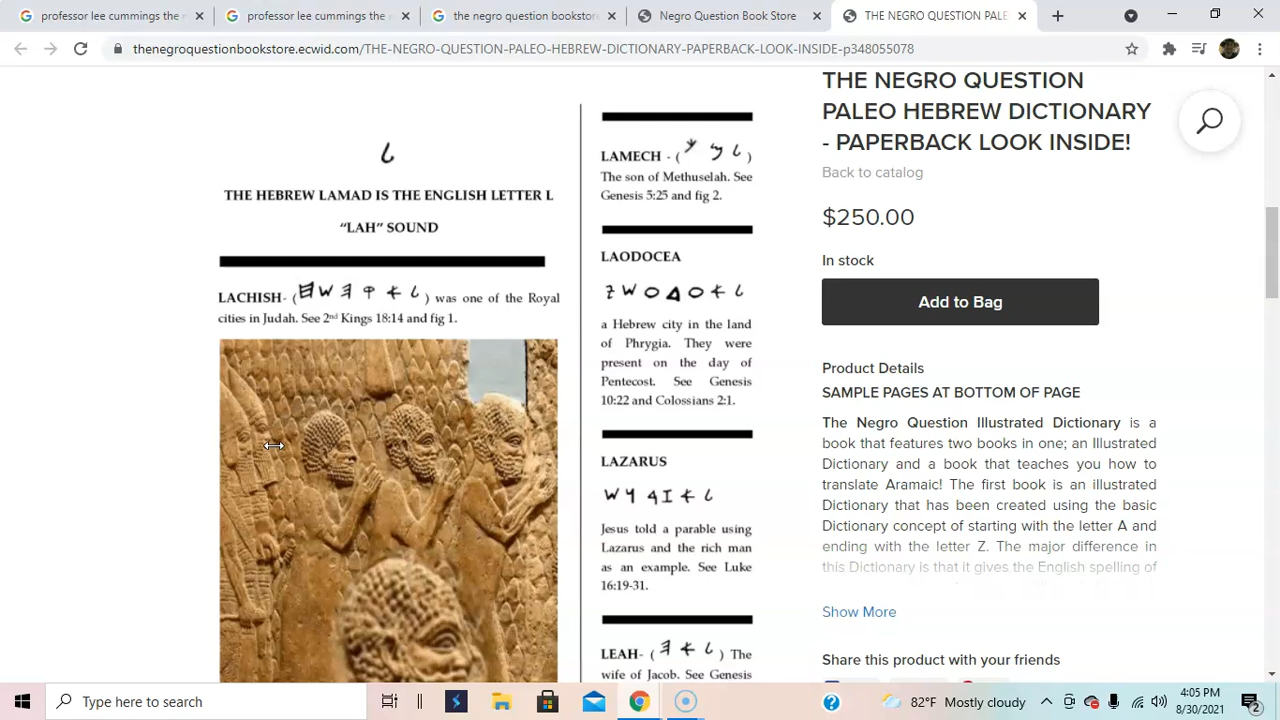 professor lee cummings the n
professor lee cummings the n
the negro question bookstore
Negro Question Book Store
THE NEGRO QUESTION PALE
thenegroquestionbookstore.ecwid.com/THE-NEGRO-QUESTION-PALEO-HEBREW-DICTIONARY-PAPERBACK-LOOK-INSIDE-p348055078
THE HEBREW LAMAD IS THE ENGLISH LETTER L
“LAH” SOUND
LACHISH- ( ) was one of the Royal
cities in Judah. See 2nd Kings 18:14 and fig 1.
LAMECH - ( )
The son of Methuselah. See
Genesis 5:25 and fig 2.
LAODOCEA
a Hebrew city in the land
of Phrygia. They were
present on the day of
Pentecost. See Genesis
10:22 and Colossians 2:1.
LAZARUS
Jesus told a parable using
Lazarus and the rich man
as an example. See Luke
16:19-31.
LEAH- ( ) The
wife of Jacob. See Genesis
THE NEGRO QUESTION
PALEO HEBREW DICTIONARY
- PAPERBACK LOOK INSIDE!
Back to catalog
$250.00
In stock
Add to Bag
Product Details
SAMPLE PAGES AT BOTTOM OF PAGE
The Negro Question Illustrated Dictionary is a
book that features two books in one; an Illustrated
Dictionary and a book that teaches you how to
translate Aramaic! The first book is an illustrated
Dictionary that has been created using the basic
Dictionary concept of starting with the letter A and
ending with the letter Z. The major difference in
this Dictionary is that it gives the English spelling of
Show More
Share this product with your friends
Type here to search
82°F Mostly cloudy
4:05 PM
8/30/2021
2